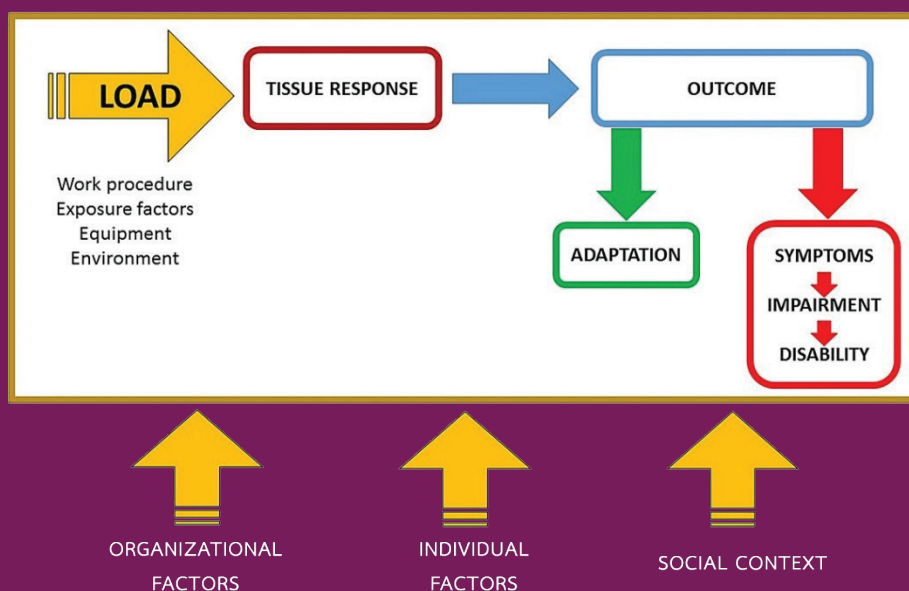 LOAD
Work procedure
Exposure factors
Equipment
Environment
TISSUE RESPONSE
OUTCOME
ADAPTATION
SYMPTOMS
IMPAIRMENT
DISABILITY
ORGANIZATIONAL
FACTORS
INDIVIDUAL
FACTORS
SOCIAL CONTEXT